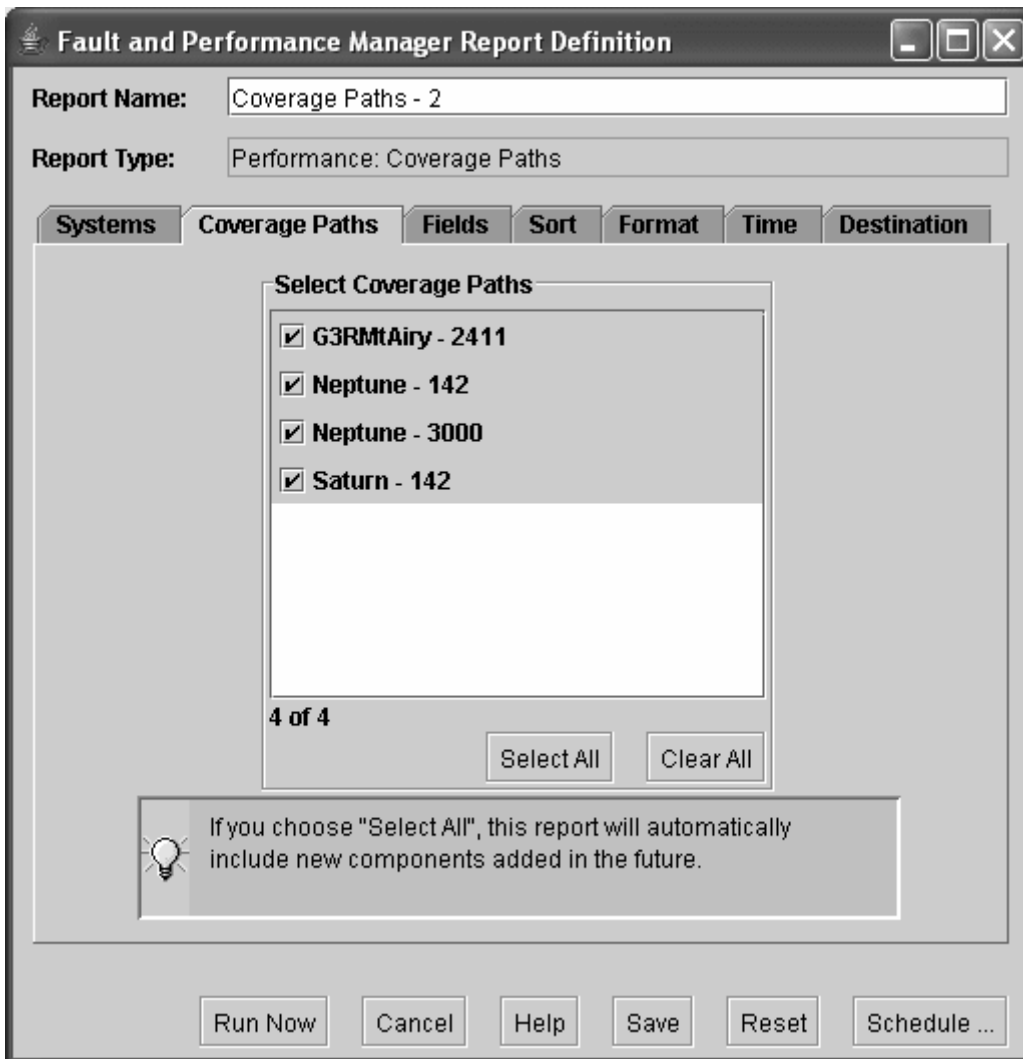 Fault and Performance Manager Report Definition
Report Name: Coverage Paths - 2
Report Type: Performance: Coverage Paths
Systems Coverage Paths Fields Sort Format Time Destination
Select Coverage Paths
G3RMtAiry - 2411
Neptune - 142
Neptune - 3000
Saturn - 142
4 of 4
Select All Clear All
If you choose "Select All", this report will automatically
include new components added in the future.
Run Now Cancel Help Save Reset Schedule ...